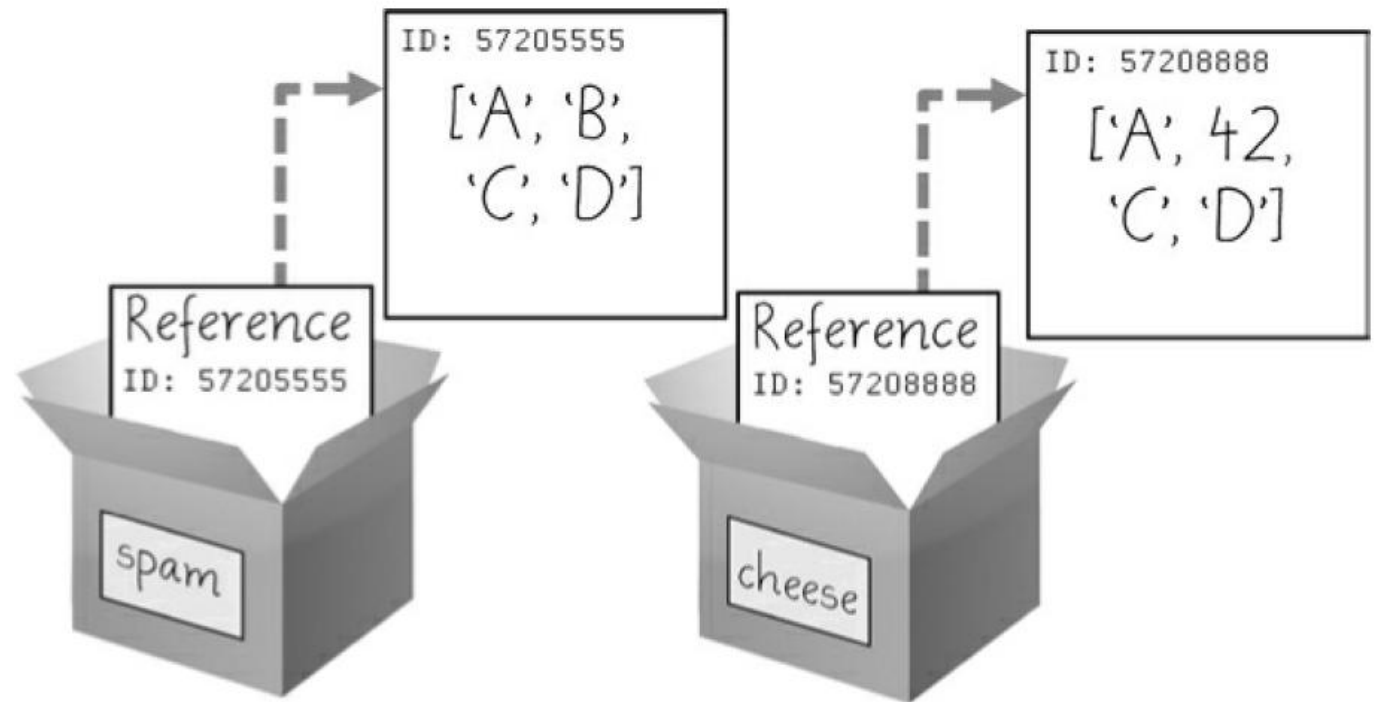 ID: 57205555
['A', 'B',
'C', 'D']
Reference
ID: 57205555
spam
ID: 57208888
['A', 42,
'C', 'D']
Reference
ID: 57208888
cheese